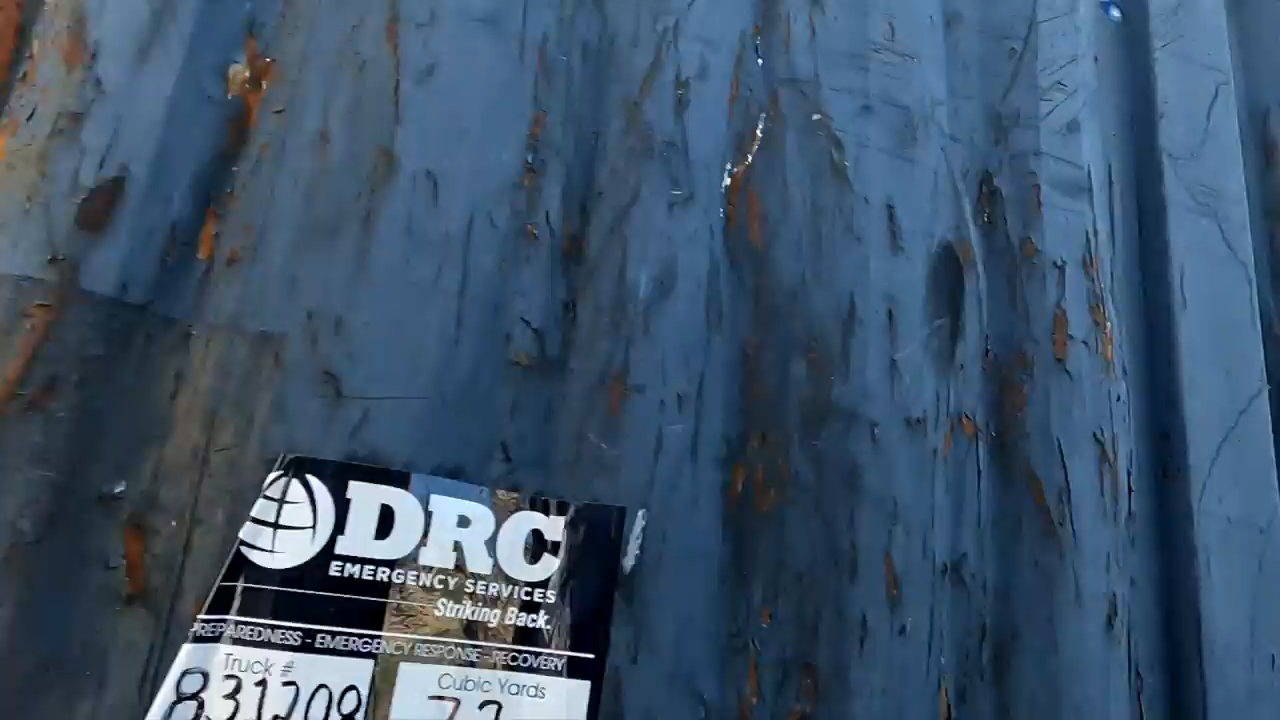 DRC
EMERGENCY SERVICES
Striking Back.
PREPAREDNESS - EMERGENCY RESPONSE - RECOVERY
Truck #
Cubic Yards
831208